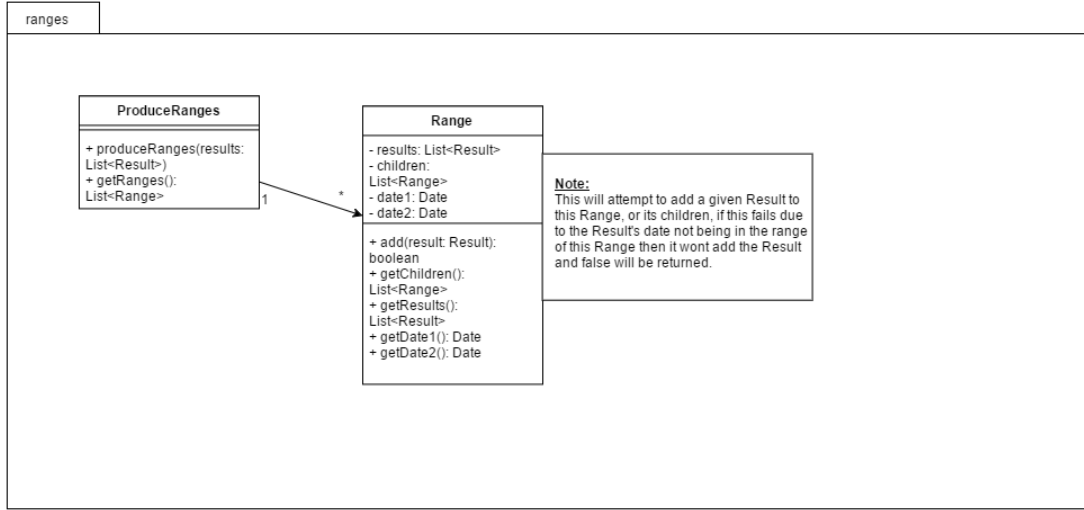 ranges
ProduceRanges
+ produceRanges(results:
List<Result>)
+ getRanges():
List<Range>
1
*
Range
- results: List<Result>
- children:
List<Range>
- date1: Date
- date2: Date
+ add(result: Result):
boolean
+ getChildren():
List<Range>
+ getResults():
List<Result>
+ getDate1(): Date
+ getDate2(): Date
Note:
This will attempt to add a given Result to
this Range, or its children, if this fails due
to the Result's date not being in the range
of this Range then it wont add the Result
and false will be returned.